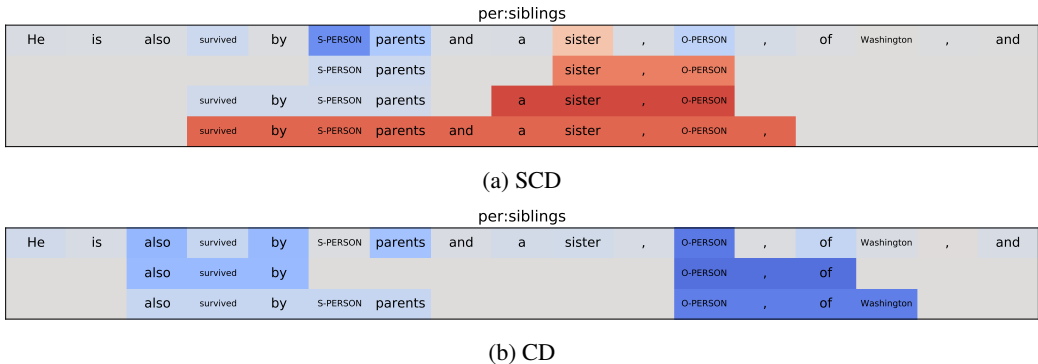 per:siblings
He is also survived by S-PERSON parents and a sister , O-PERSON , of Washington , and
S-PERSON parents sister , O-PERSON
survived by S-PERSON parents a sister , O-PERSON
survived by S-PERSON parents and a sister , O-PERSON ,
(a) SCD
per:siblings
He is also survived by S-PERSON parents and a sister , O-PERSON , of Washington , and
also survived by O-PERSON , of
also survived by S-PERSON parents O-PERSON , of Washington
(b) CD